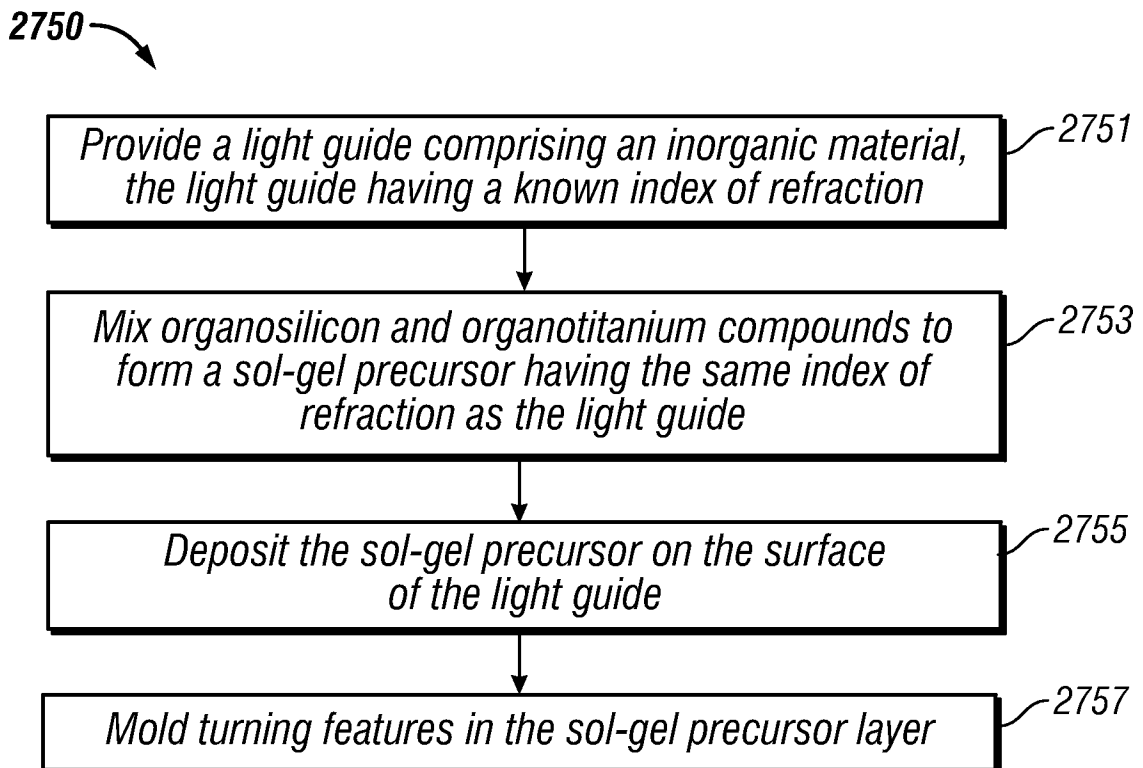 2750
Provide a light guide comprising an inorganic material,
the light guide having a known index of refraction
2751
Mix organosilicon and organotitanium compounds to
form a sol-gel precursor having the same index of
refraction as the light guide
2753
Deposit the sol-gel precursor on the surface
of the light guide
2755
Mold turning features in the sol-gel precursor layer
2757